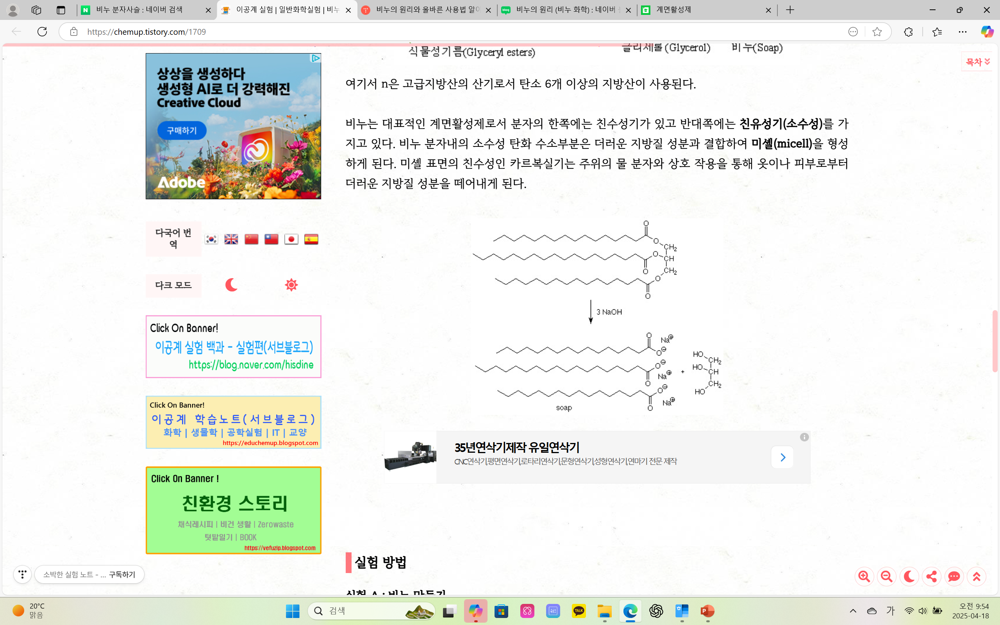 비누 분자사슬 : 네이버 검색
이공계 실험 | 일반화학실험 | 비누
비누의 원리와 올바른 사용법 알아
비누의 원리 (비누 화학) : 네이버
계면활성제
https://chemup.tistory.com/1709
식물성기름(Glyceryl esters)
글리세롤 (Glycerol)
비누(Soap)
목차
여기서 n은 고급지방산의 산기로서 탄소 6개 이상의 지방산이 사용된다.
비누는 대표적인 계면활성제로서 분자의 한쪽에는 친수성기가 있고 반대쪽에는 친유성기(소수성)를 가
지고 있다. 비누 분자내의 소수성 탄화 수소부분은 더러운 지방질 성분과 결합하여 미셸(micell)을 형성
하게 된다. 미셸 표면의 친수성인 카르복실기는 주위의 물 분자와 상호 작용을 통해 옷이나 피부로부터
더러운 지방질 성분을 떼어내게 된다.
상상을 생성하다
생성형 AI로 더 강력해진
Creative Cloud
구매하기
Adobe
다국어 번
역
다크 모드
Click On Banner!
이공계 실험 백과 - 실험편(서브블로그)
https://blog.naver.com/hisdine
Click On Banner!
이공계 학습노트(서브블로그)
화학 | 생물학 | 공학실험 | IT | 교양
https://educhemup.blogspot.com
Click On Banner !
친환경 스토리
채식레시피 | 비건 생활 | Zerowaste
텃밭일기 | BOOK
https://vefuzip.blogspot.com
O
O
CH2
O
CH
O
CH2
O
O
3 NaOH
O
Na⊕
O⊖
O⊖
Na⊕
O
O⊖
Na⊕
O
soap
+
HO
CH2
HO
CH
CH2
HO
35년연삭기제작 유일연삭기
CNC연삭기,평면연삭기,로타리연삭기,문형연삭기,성형연삭기,연마기 전문 제작
실험 방법
실험 A : 비누 만들기
소박한 실험 노트 - ... 구독하기
20°C
맑음
검색
TALK
가
오전 9:54
2025-04-18